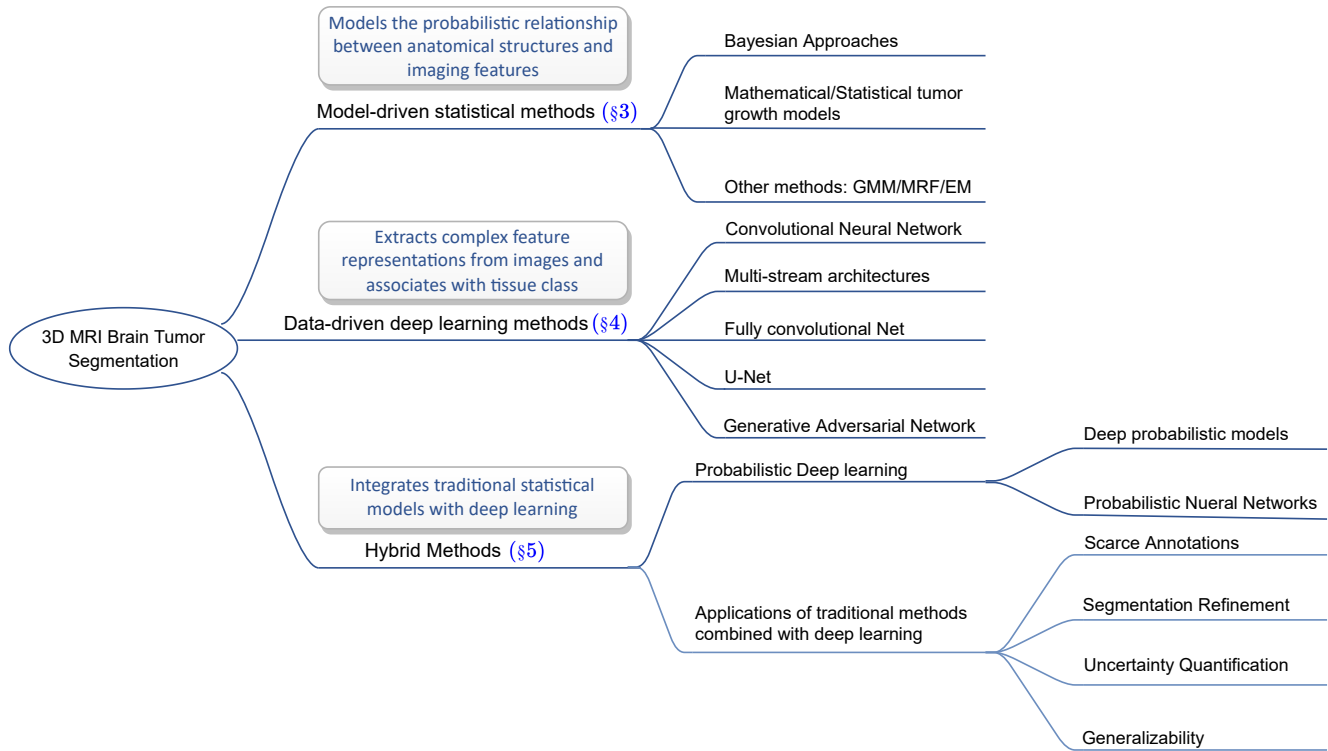 3D MRI Brain Tumor
Segmentation
Models the probabilistic relationship
between anatomical structures and
imaging features
Model-driven statistical methods (§3)
Bayesian Approaches
Mathematical/Statistical tumor
growth models
Other methods: GMM/MRF/EM
Extracts complex feature
representations from images and
associates with tissue class
Data-driven deep learning methods (§4)
Convolutional Neural Network
Multi-stream architectures
Fully convolutional Net
U-Net
Generative Adversarial Network
Integrates traditional statistical
models with deep learning
Hybrid Methods (§5)
Probabilistic Deep learning
Deep probabilistic models
Probabilistic Nueral Networks
Applications of traditional methods
combined with deep learning
Scarce Annotations
Segmentation Refinement
Uncertainty Quantification
Generalizability